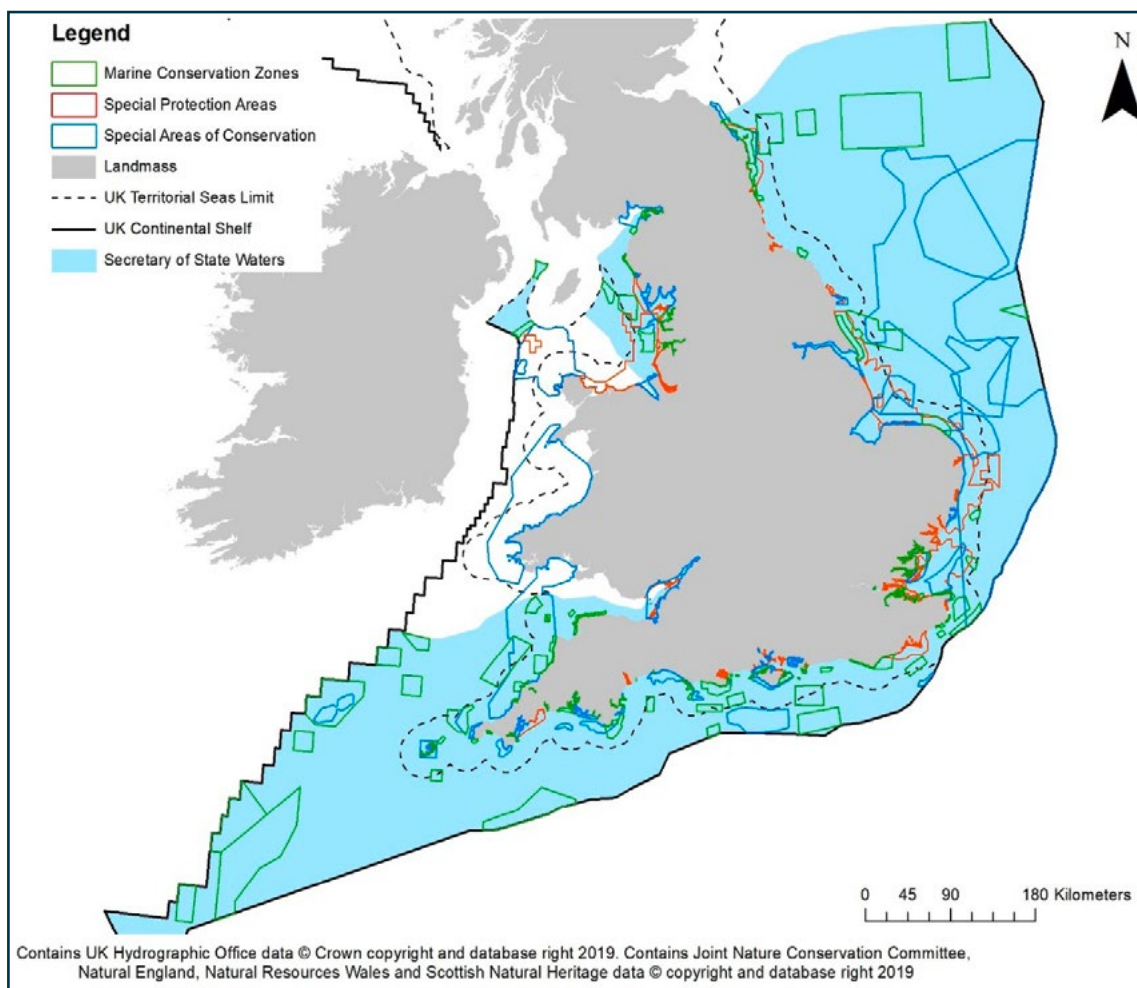 Legend
Marine Conservation Zones
Special Protection Areas
Special Areas of Conservation
Landmass
UK Territorial Seas Limit
UK Continental Shelf
Secretary of State Waters
N
0 45 90 180 Kilometers
Contains UK Hydrographic Office data © Crown copyright and database right 2019. Contains Joint Nature Conservation Committee,
Natural England, Natural Resources Wales and Scottish Natural Heritage data © copyright and database right 2019